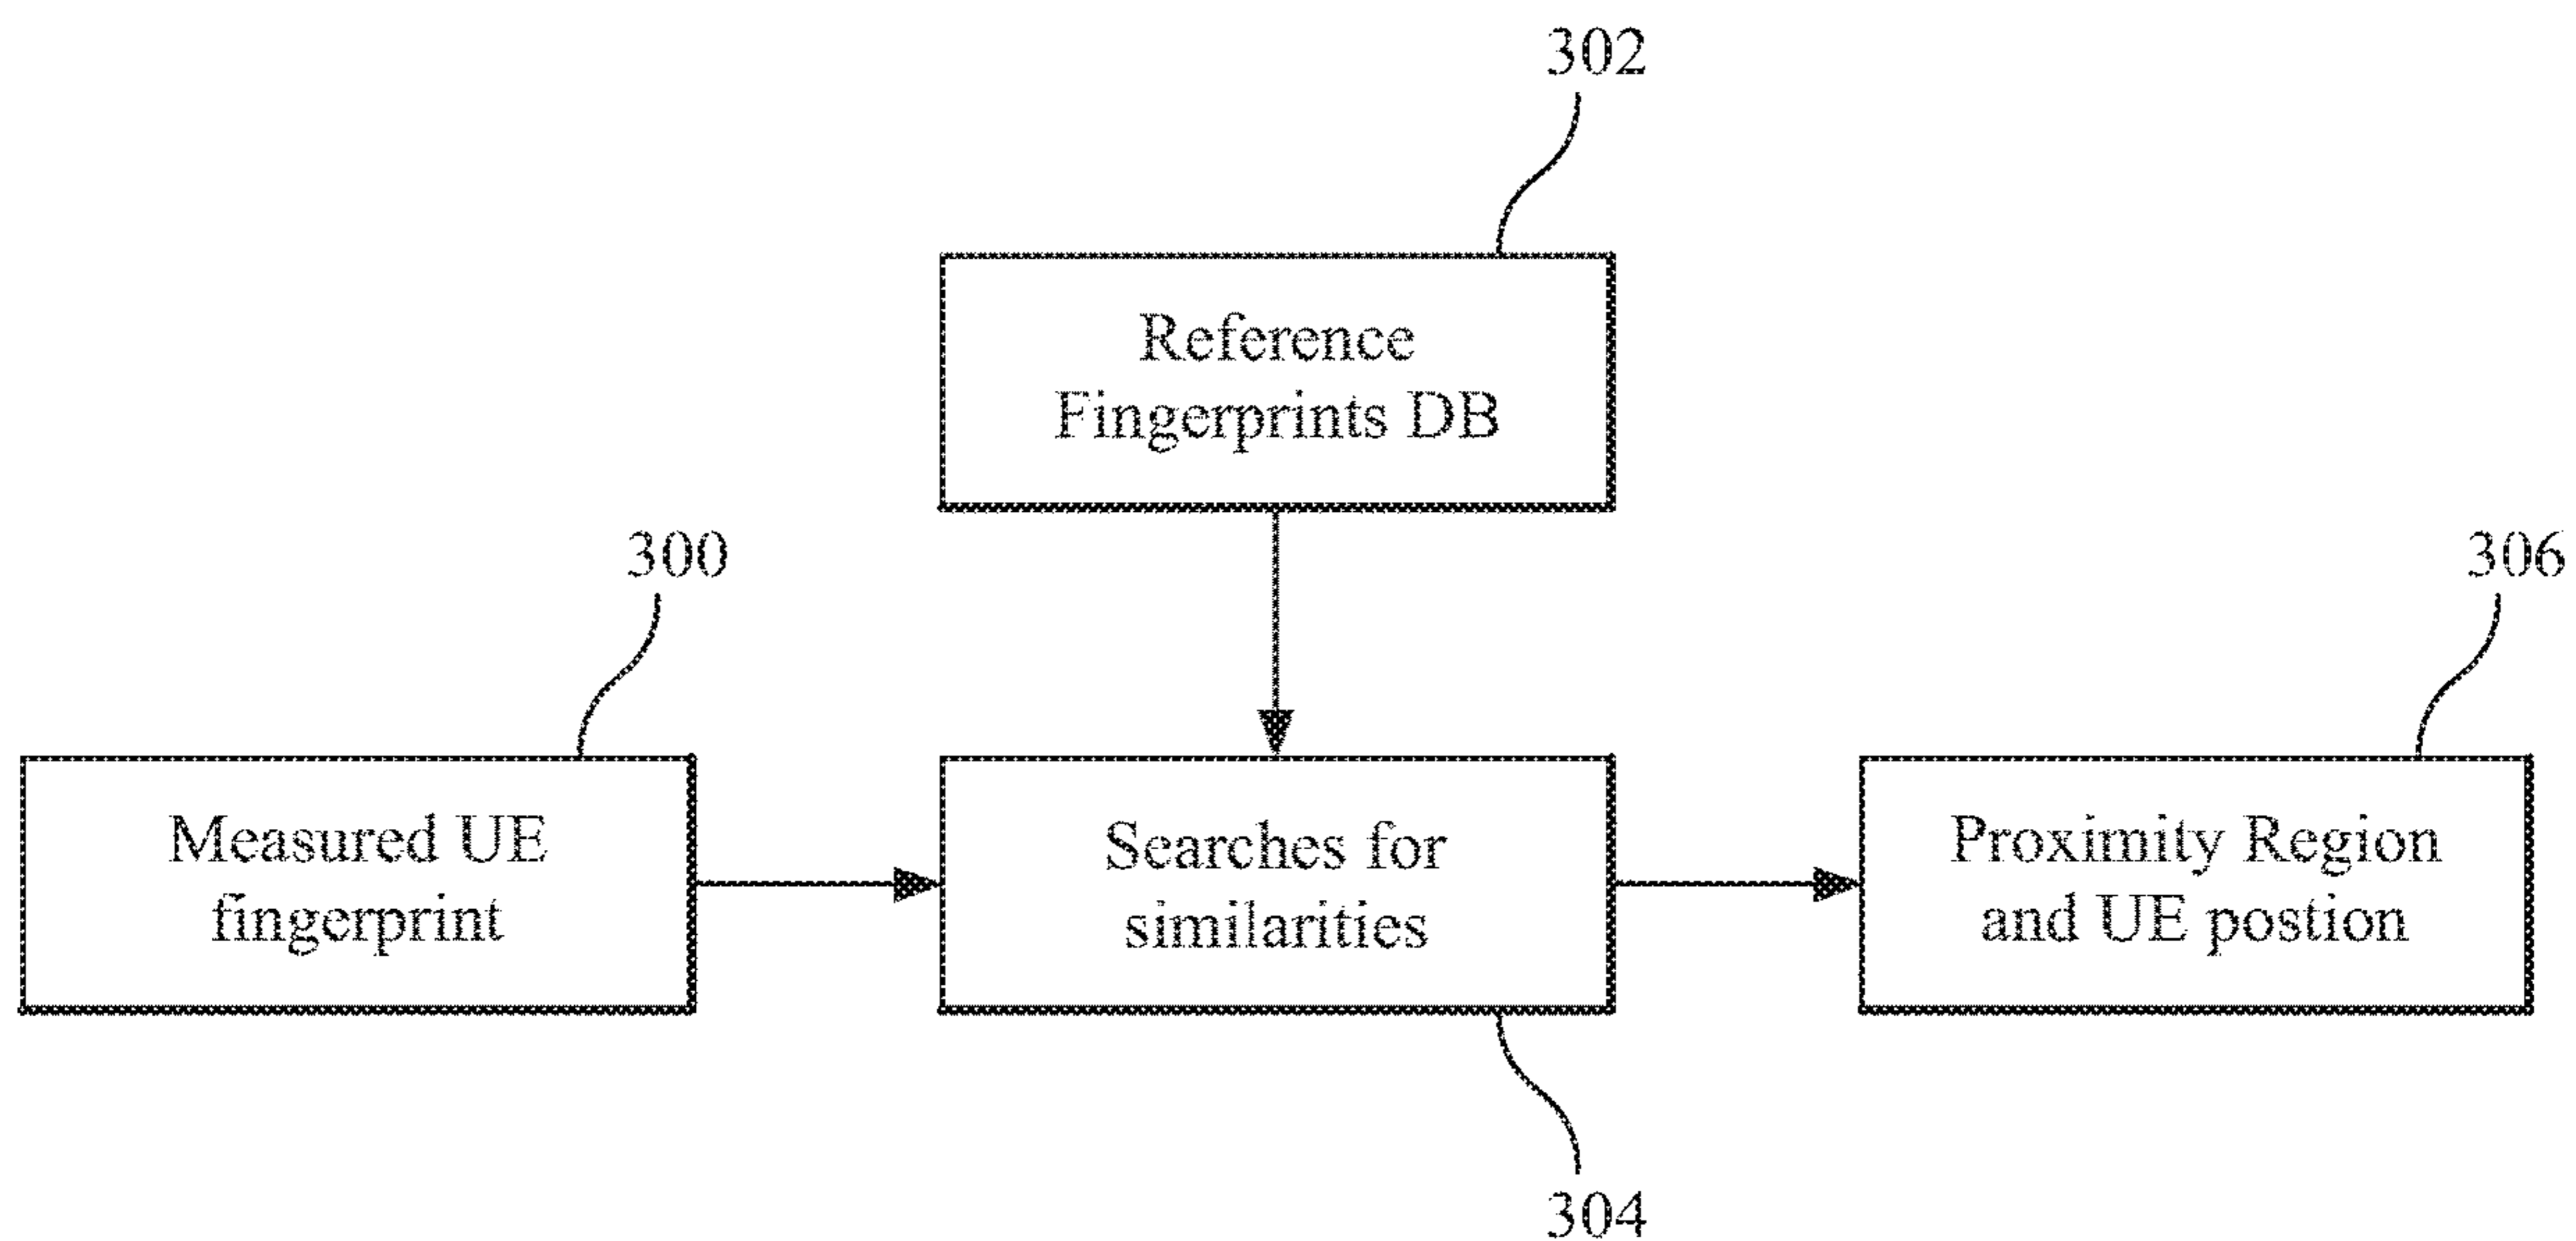 302
Reference
Fingerprints DB
300
306
Measured UE
fingerprint
Searches for
similarities
Proximity Region
and UE postion
304